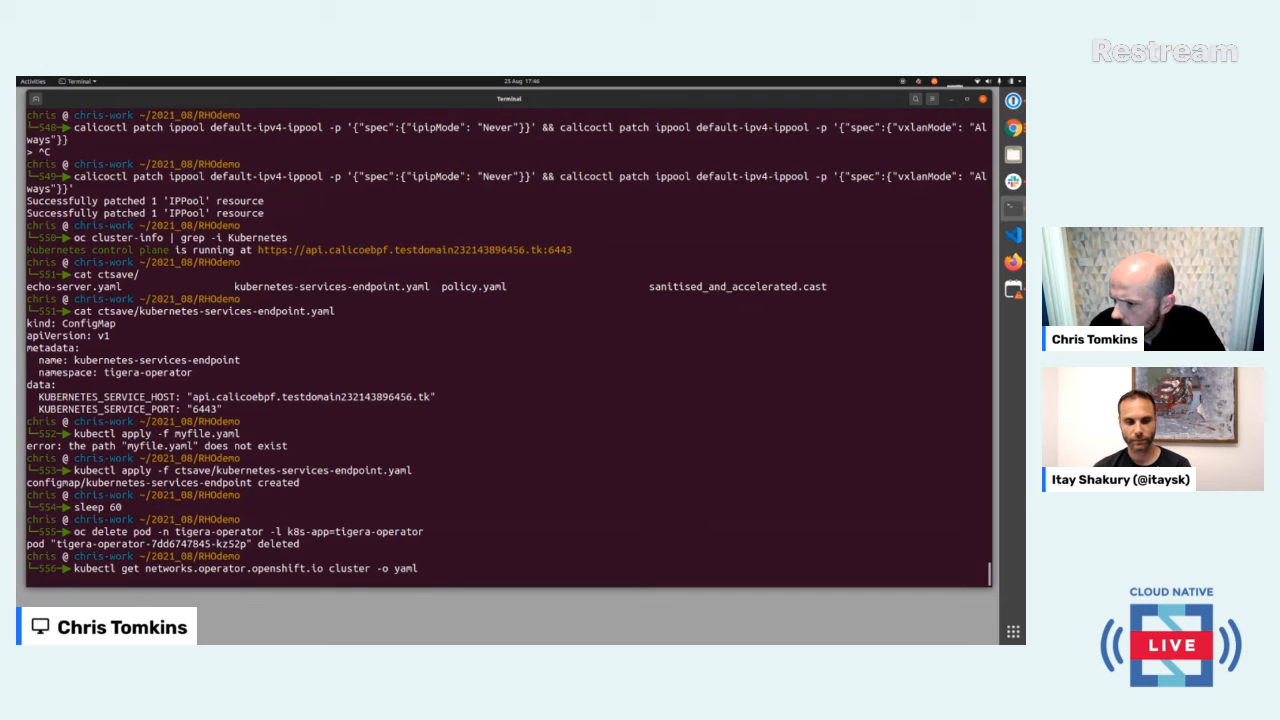 Restream
Activities
Terminal
25 Aug 17:46
Terminal
chris @ chris-work ~/2021_08/RHOdemo
└─548─▶ calicoctl patch ippool default-ipv4-ippool -p '{"spec":{"ipipMode": "Never"}}' && calicoctl patch ippool default-ipv4-ippool -p '{"spec":{"vxlanMode": "Al
ways"}}
> ^C
chris @ chris-work ~/2021_08/RHOdemo
└─549─▶ calicoctl patch ippool default-ipv4-ippool -p '{"spec":{"ipipMode": "Never"}}' && calicoctl patch ippool default-ipv4-ippool -p '{"spec":{"vxlanMode": "Al
ways"}}'
Successfully patched 1 'IPPool' resource
Successfully patched 1 'IPPool' resource
chris @ chris-work ~/2021_08/RHOdemo
└─550─▶ oc cluster-info | grep -i Kubernetes
Kubernetes control plane is running at https://api.calicoebpf.testdomain232143896456.tk:6443
chris @ chris-work ~/2021_08/RHOdemo
└─551─▶ cat ctsave/
echo-server.yaml kubernetes-services-endpoint.yaml policy.yaml sanitised_and_accelerated.cast
chris @ chris-work ~/2021_08/RHOdemo
└─551─▶ cat ctsave/kubernetes-services-endpoint.yaml
kind: ConfigMap
apiVersion: v1
metadata:
  name: kubernetes-services-endpoint
  namespace: tigera-operator
data:
  KUBERNETES_SERVICE_HOST: "api.calicoebpf.testdomain232143896456.tk"
  KUBERNETES_SERVICE_PORT: "6443"
chris @ chris-work ~/2021_08/RHOdemo
└─552─▶ kubectl apply -f myfile.yaml
error: the path "myfile.yaml" does not exist
chris @ chris-work ~/2021_08/RHOdemo
└─553─▶ kubectl apply -f ctsave/kubernetes-services-endpoint.yaml
configmap/kubernetes-services-endpoint created
chris @ chris-work ~/2021_08/RHOdemo
└─554─▶ sleep 60
chris @ chris-work ~/2021_08/RHOdemo
└─555─▶ oc delete pod -n tigera-operator -l k8s-app=tigera-operator
pod "tigera-operator-7dd6747845-kz52p" deleted
chris @ chris-work ~/2021_08/RHOdemo
└─556─▶ kubectl get networks.operator.openshift.io cluster -o yaml
Chris Tomkins
Chris Tomkins
Itay Shakury (@itaysk)
CLOUD NATIVE
LIVE